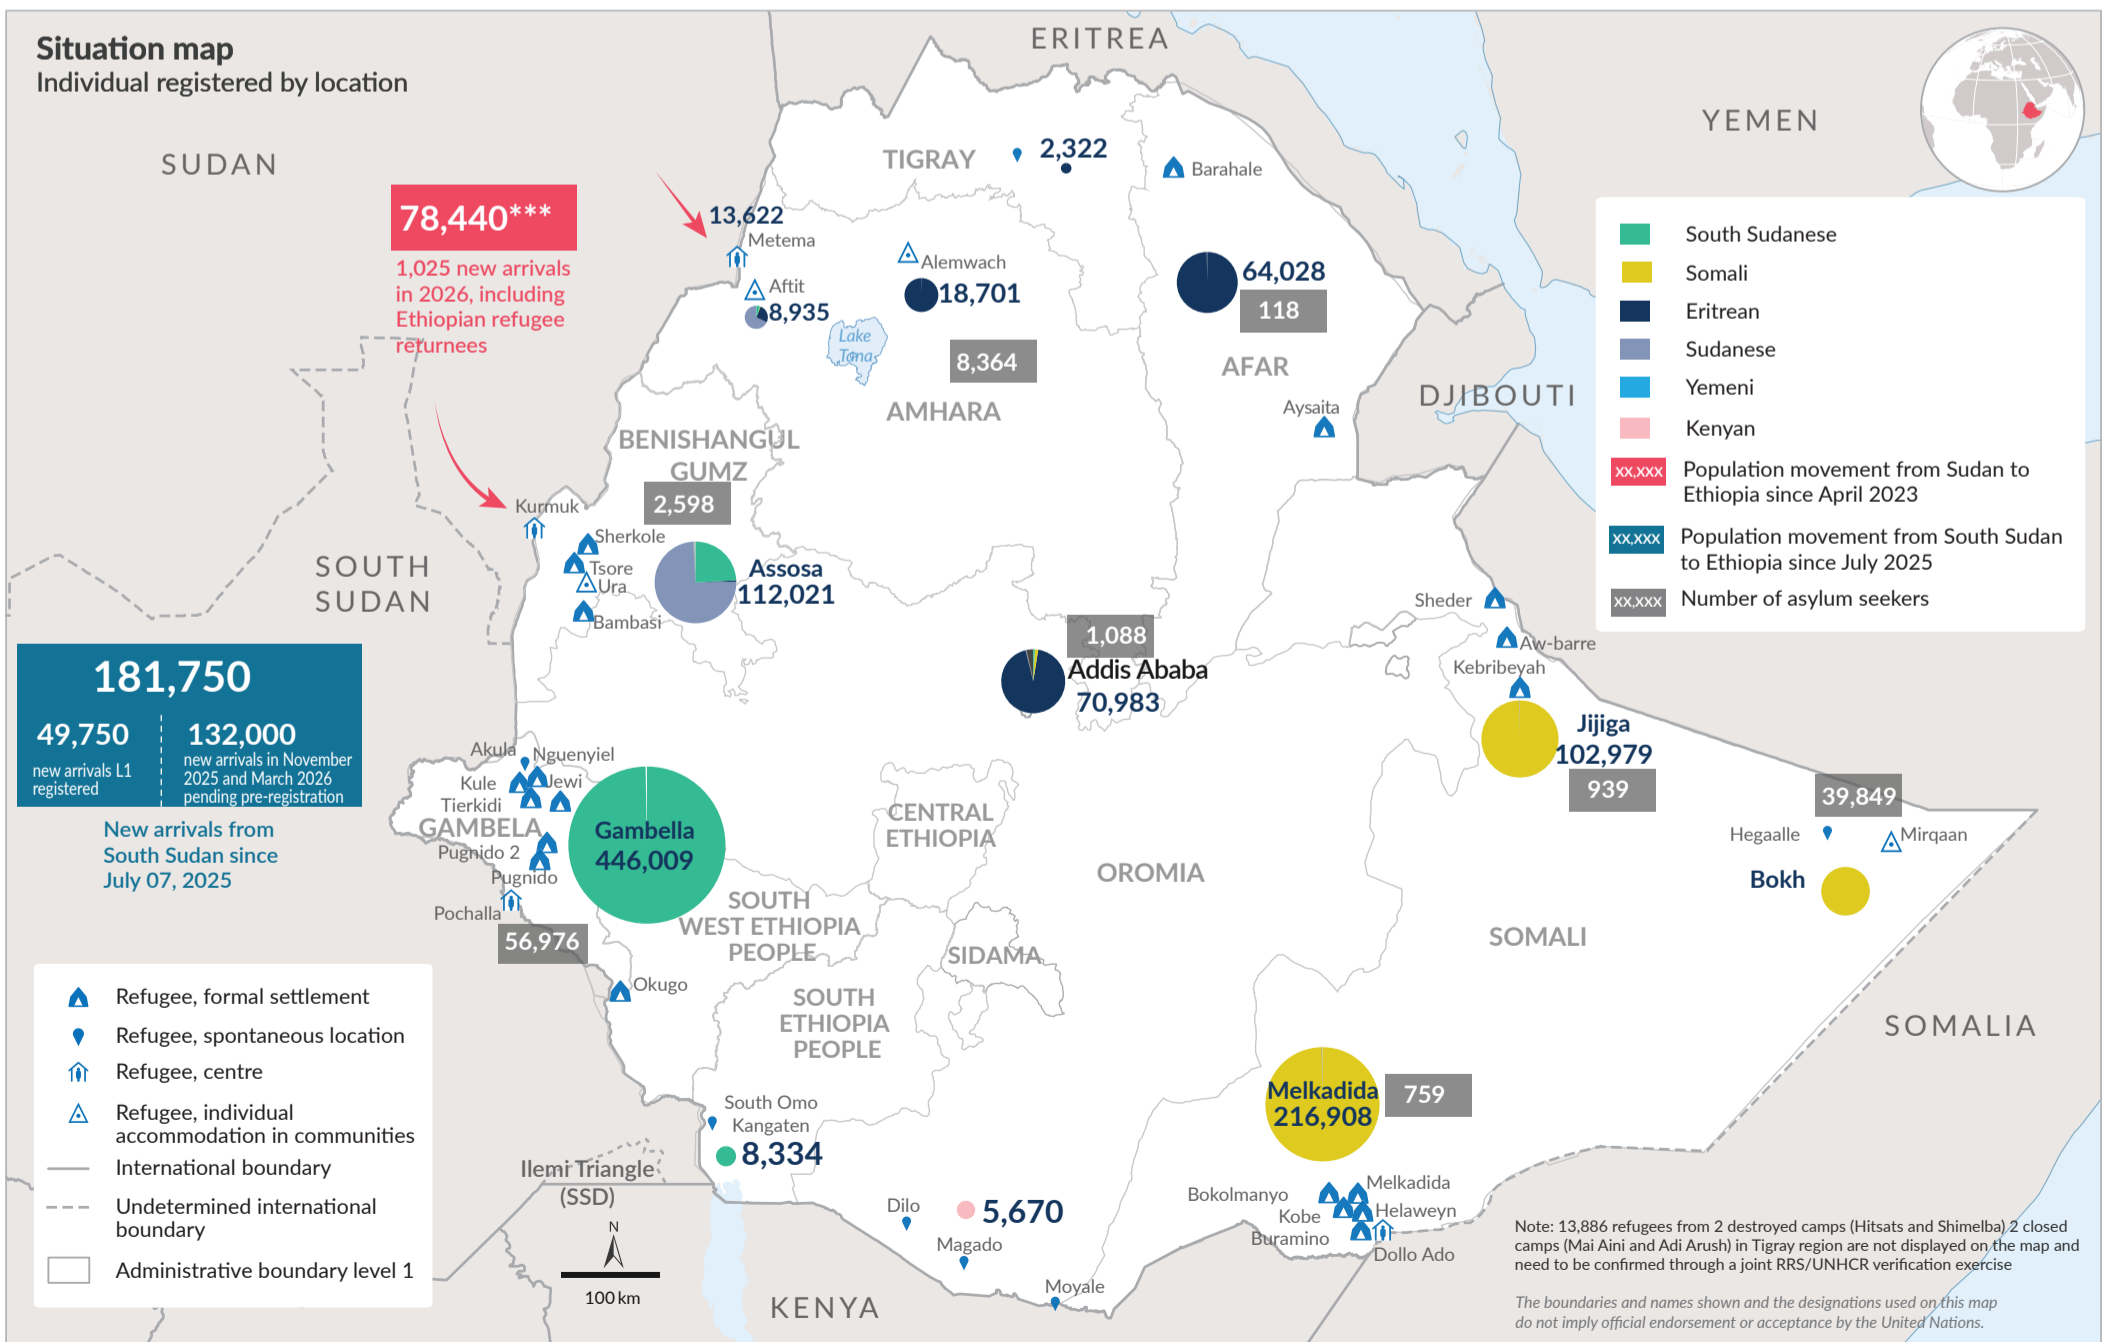 Situation map
Individual registered by location
ERITREA
YEMEN
SUDAN
TIGRAY
2,322
Barahale
78,440***
1,025 new arrivals
in 2026, including
Ethiopian refugee
returnees
13,622
Metema
Aftit
8,935
Alemwach
18,701
Lake
Tana
8,364
AMHARA
64,028
118
AFAR
Aysaita
DJIBOUTI
South Sudanese
Somali
Eritrean
Sudanese
Yemeni
Kenyan
xx,xxx
Population movement from Sudan to
Ethiopia since April 2023
xx,xxx
Population movement from South Sudan
to Ethiopia since July 2025
xx,xxx
Number of asylum seekers
BENISHANGUL
GUMZ
2,598
Kurmuk
Sherkole
Tsore
Ura
Bambasi
Assosa
112,021
SOUTH
SUDAN
1,088
Addis Ababa
70,983
Sheder
Aw-barre
Kebribeyah
Jijiga
102,979
939
181,750
49,750
new arrivals L1
registered
132,000
new arrivals in November
2025 and March 2026
pending pre-registration
New arrivals from
South Sudan since
July 07, 2025
Akula
Nguenyiel
Kule
Jewi
Tierkidi
GAMBELA
Pugnido 2
Pugnido
Pochalla
56,976
Gambella
446,009
Okugo
CENTRAL
ETHIOPIA
OROMIA
SOUTH
WEST ETHIOPIA
PEOPLE
SIDAMA
SOUTH
ETHIOPIA
PEOPLE
SOMALI
39,849
Hegaalle
Mirqaan
Bokh
SOMALIA
Melkadida
216,908
759
South Omo
Kangaten
8,334
Ilemi Triangle
(SSD)
Dilo
5,670
Magado
Moyale
KENYA
Bokolmanyo
Melkadida
Kobe
Helaweyn
Buramino
Dollo Ado
Refugee, formal settlement
Refugee, spontaneous location
Refugee, centre
Refugee, individual
accommodation in communities
International boundary
Undetermined international
boundary
Administrative boundary level 1
N
100 km
Note: 13,886 refugees from 2 destroyed camps (Hitsats and Shimelba) 2 closed
camps (Mai Aini and Adi Arush) in Tigray region are not displayed on the map and
need to be confirmed through a joint RRS/UNHCR verification exercise
The boundaries and names shown and the designations used on this map
do not imply official endorsement or acceptance by the United Nations.